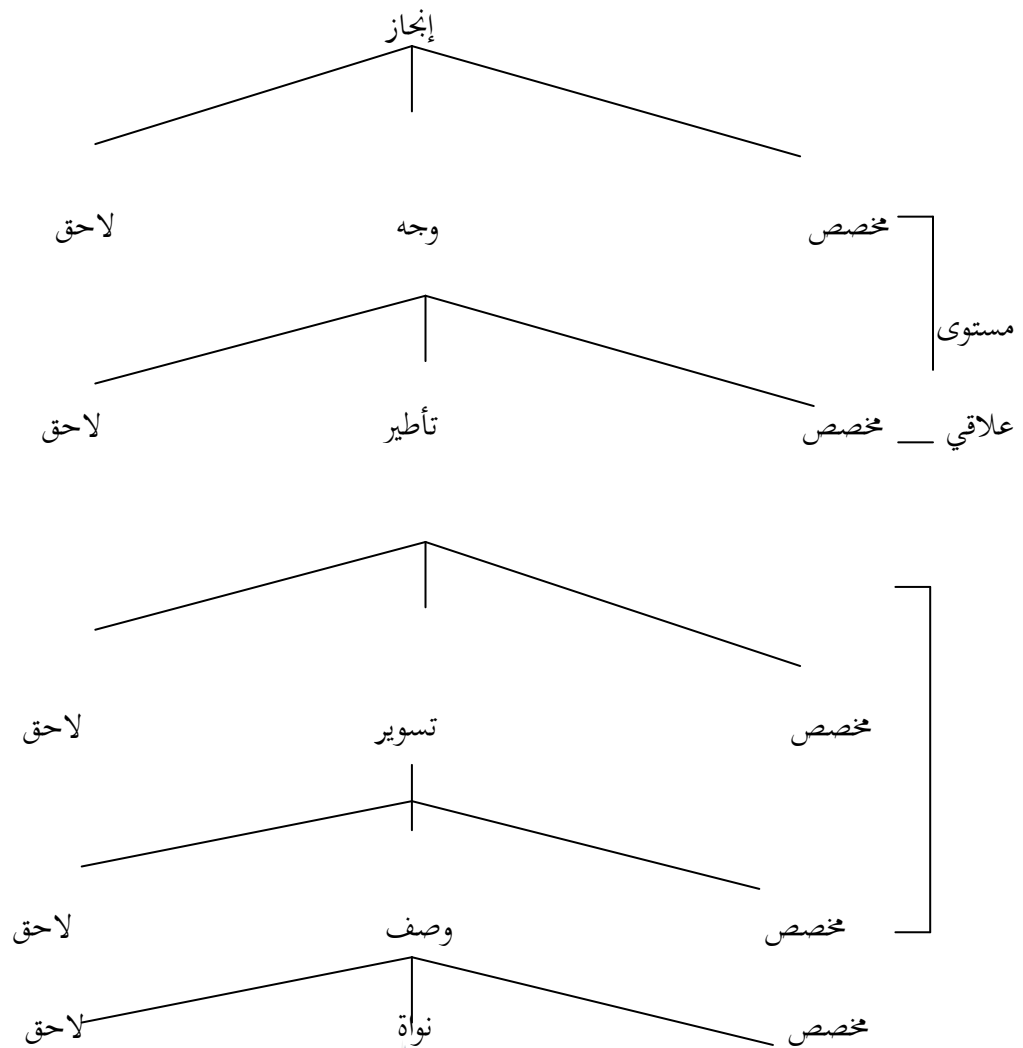 إنجاز
مخصص وجه لاحق
مستوى
علاقي مخصص تأطير لاحق
مخصص تسوير لاحق
مخصص وصف لاحق
مخصص نواة لاحق